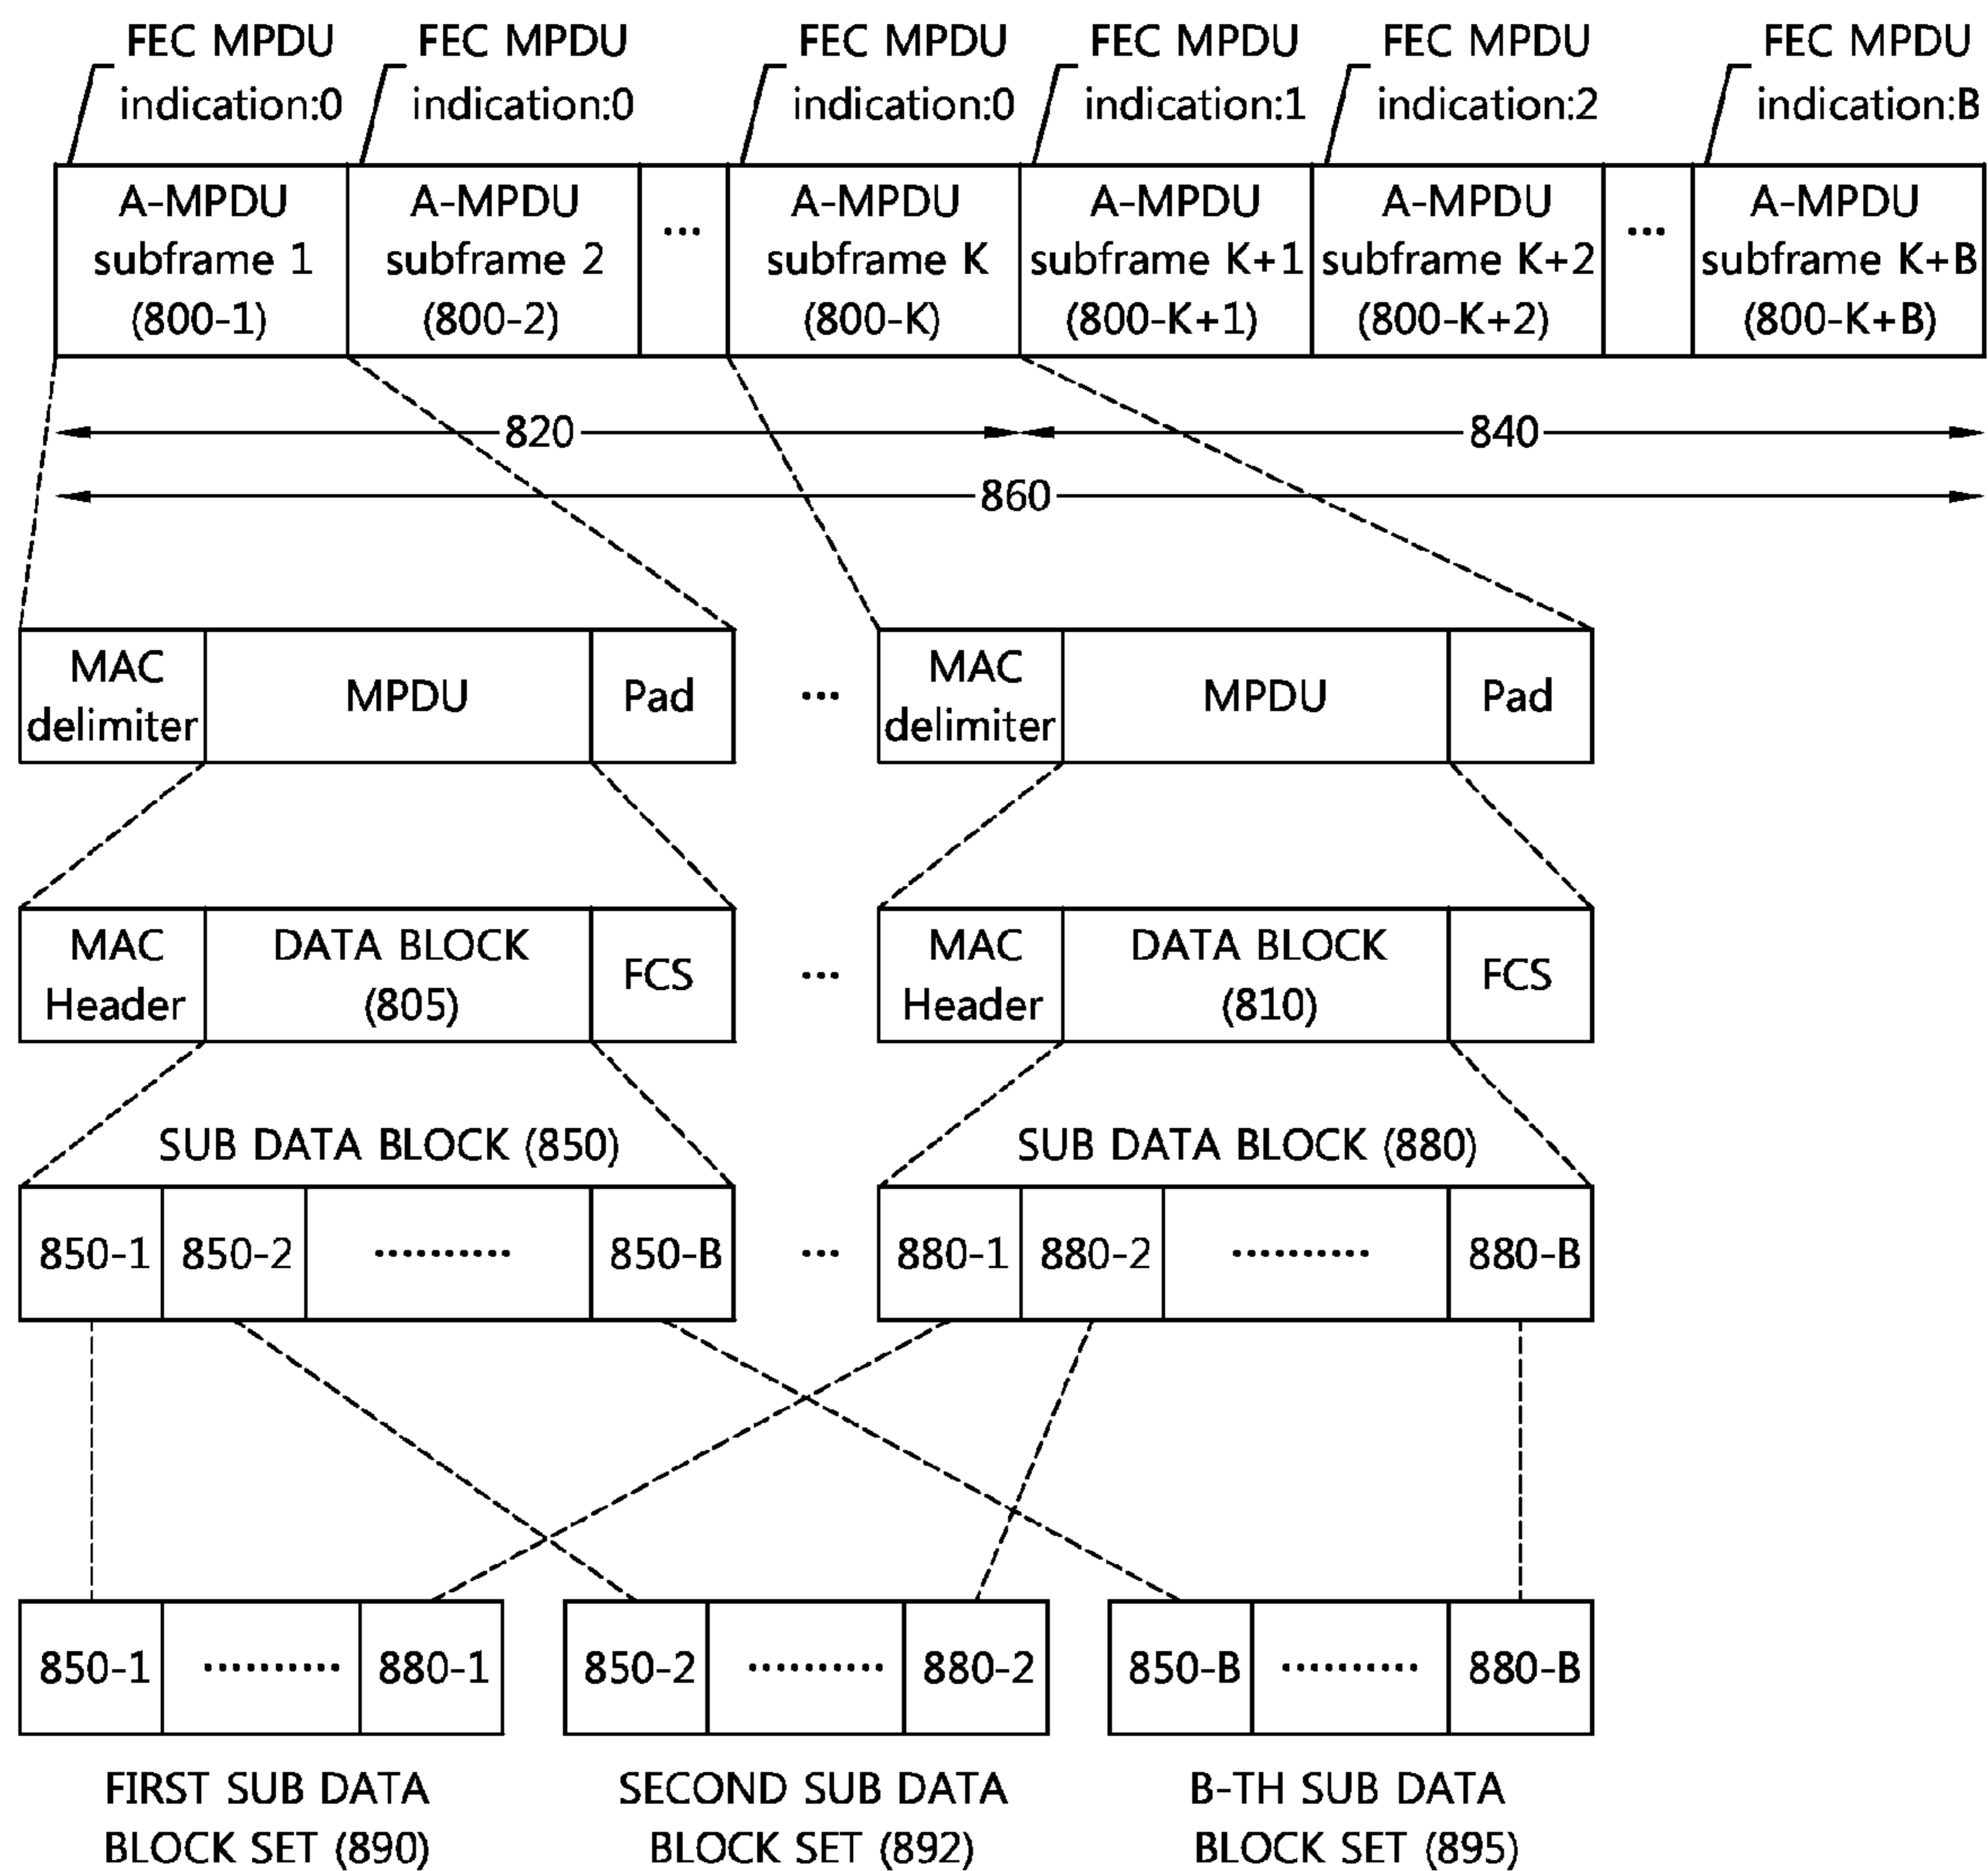 FEC MPDU indication:0
FEC MPDU indication:0
FEC MPDU indication:0
FEC MPDU indication:1
FEC MPDU indication:2
FEC MPDU indication:B
A-MPDU subframe 1 (800-1)
A-MPDU subframe 2 (800-2)
...
A-MPDU subframe K (800-K)
A-MPDU subframe K+1 (800-K+1)
A-MPDU subframe K+2 (800-K+2)
...
A-MPDU subframe K+B (800-K+B)
820
840
860
MAC delimiter
MPDU
Pad
...
MAC delimiter
MPDU
Pad
MAC Header
DATA BLOCK (805)
FCS
...
MAC Header
DATA BLOCK (810)
FCS
SUB DATA BLOCK (850)
SUB DATA BLOCK (880)
850-1
850-2
..........
850-B
...
880-1
880-2
..........
880-B
850-1
..........
880-1
850-2
..........
880-2
850-B
..........
880-B
FIRST SUB DATA BLOCK SET (890)
SECOND SUB DATA BLOCK SET (892)
B-TH SUB DATA BLOCK SET (895)